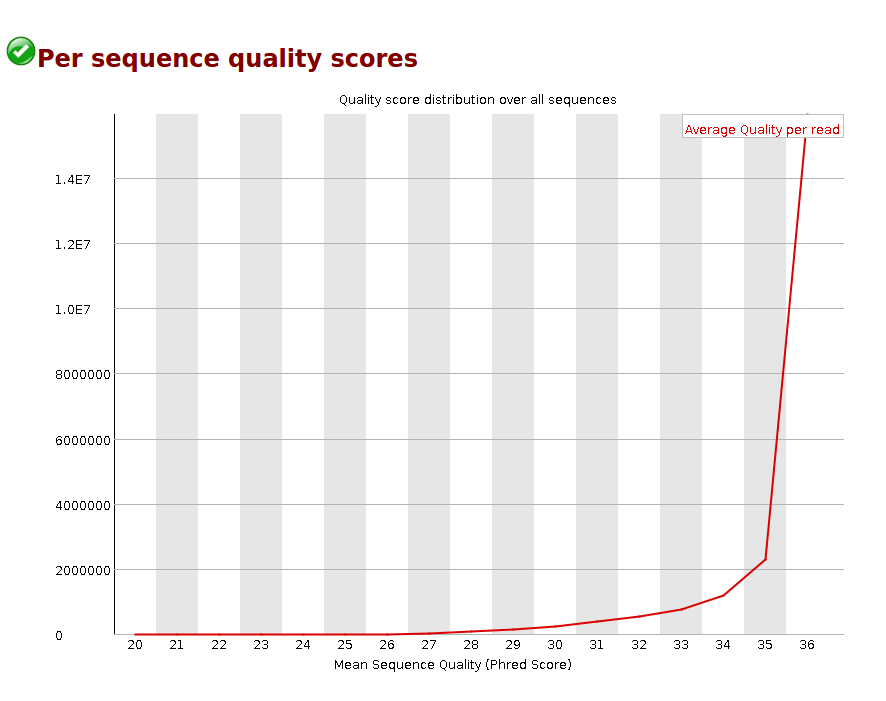 Per sequence quality scores
Quality score distribution over all sequences
Average Quality per read
1.4E7
1.2E7
1.0E7
8000000
6000000
4000000
2000000
0
20 21 22 23 24 25 26 27 28 29 30 31 32 33 34 35 36
Mean Sequence Quality (Phred Score)